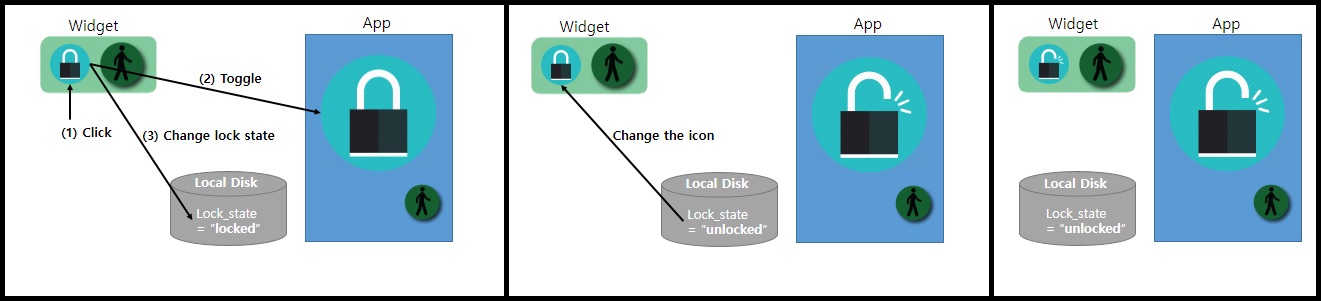 Widget
App
(1) Click
(2) Toggle
(3) Change lock state
Local Disk
Lock_state
= "locked"
Widget
App
Change the icon
Local Disk
Lock_state
= "unlocked"
Widget
App
Local Disk
Lock_state
= "unlocked"